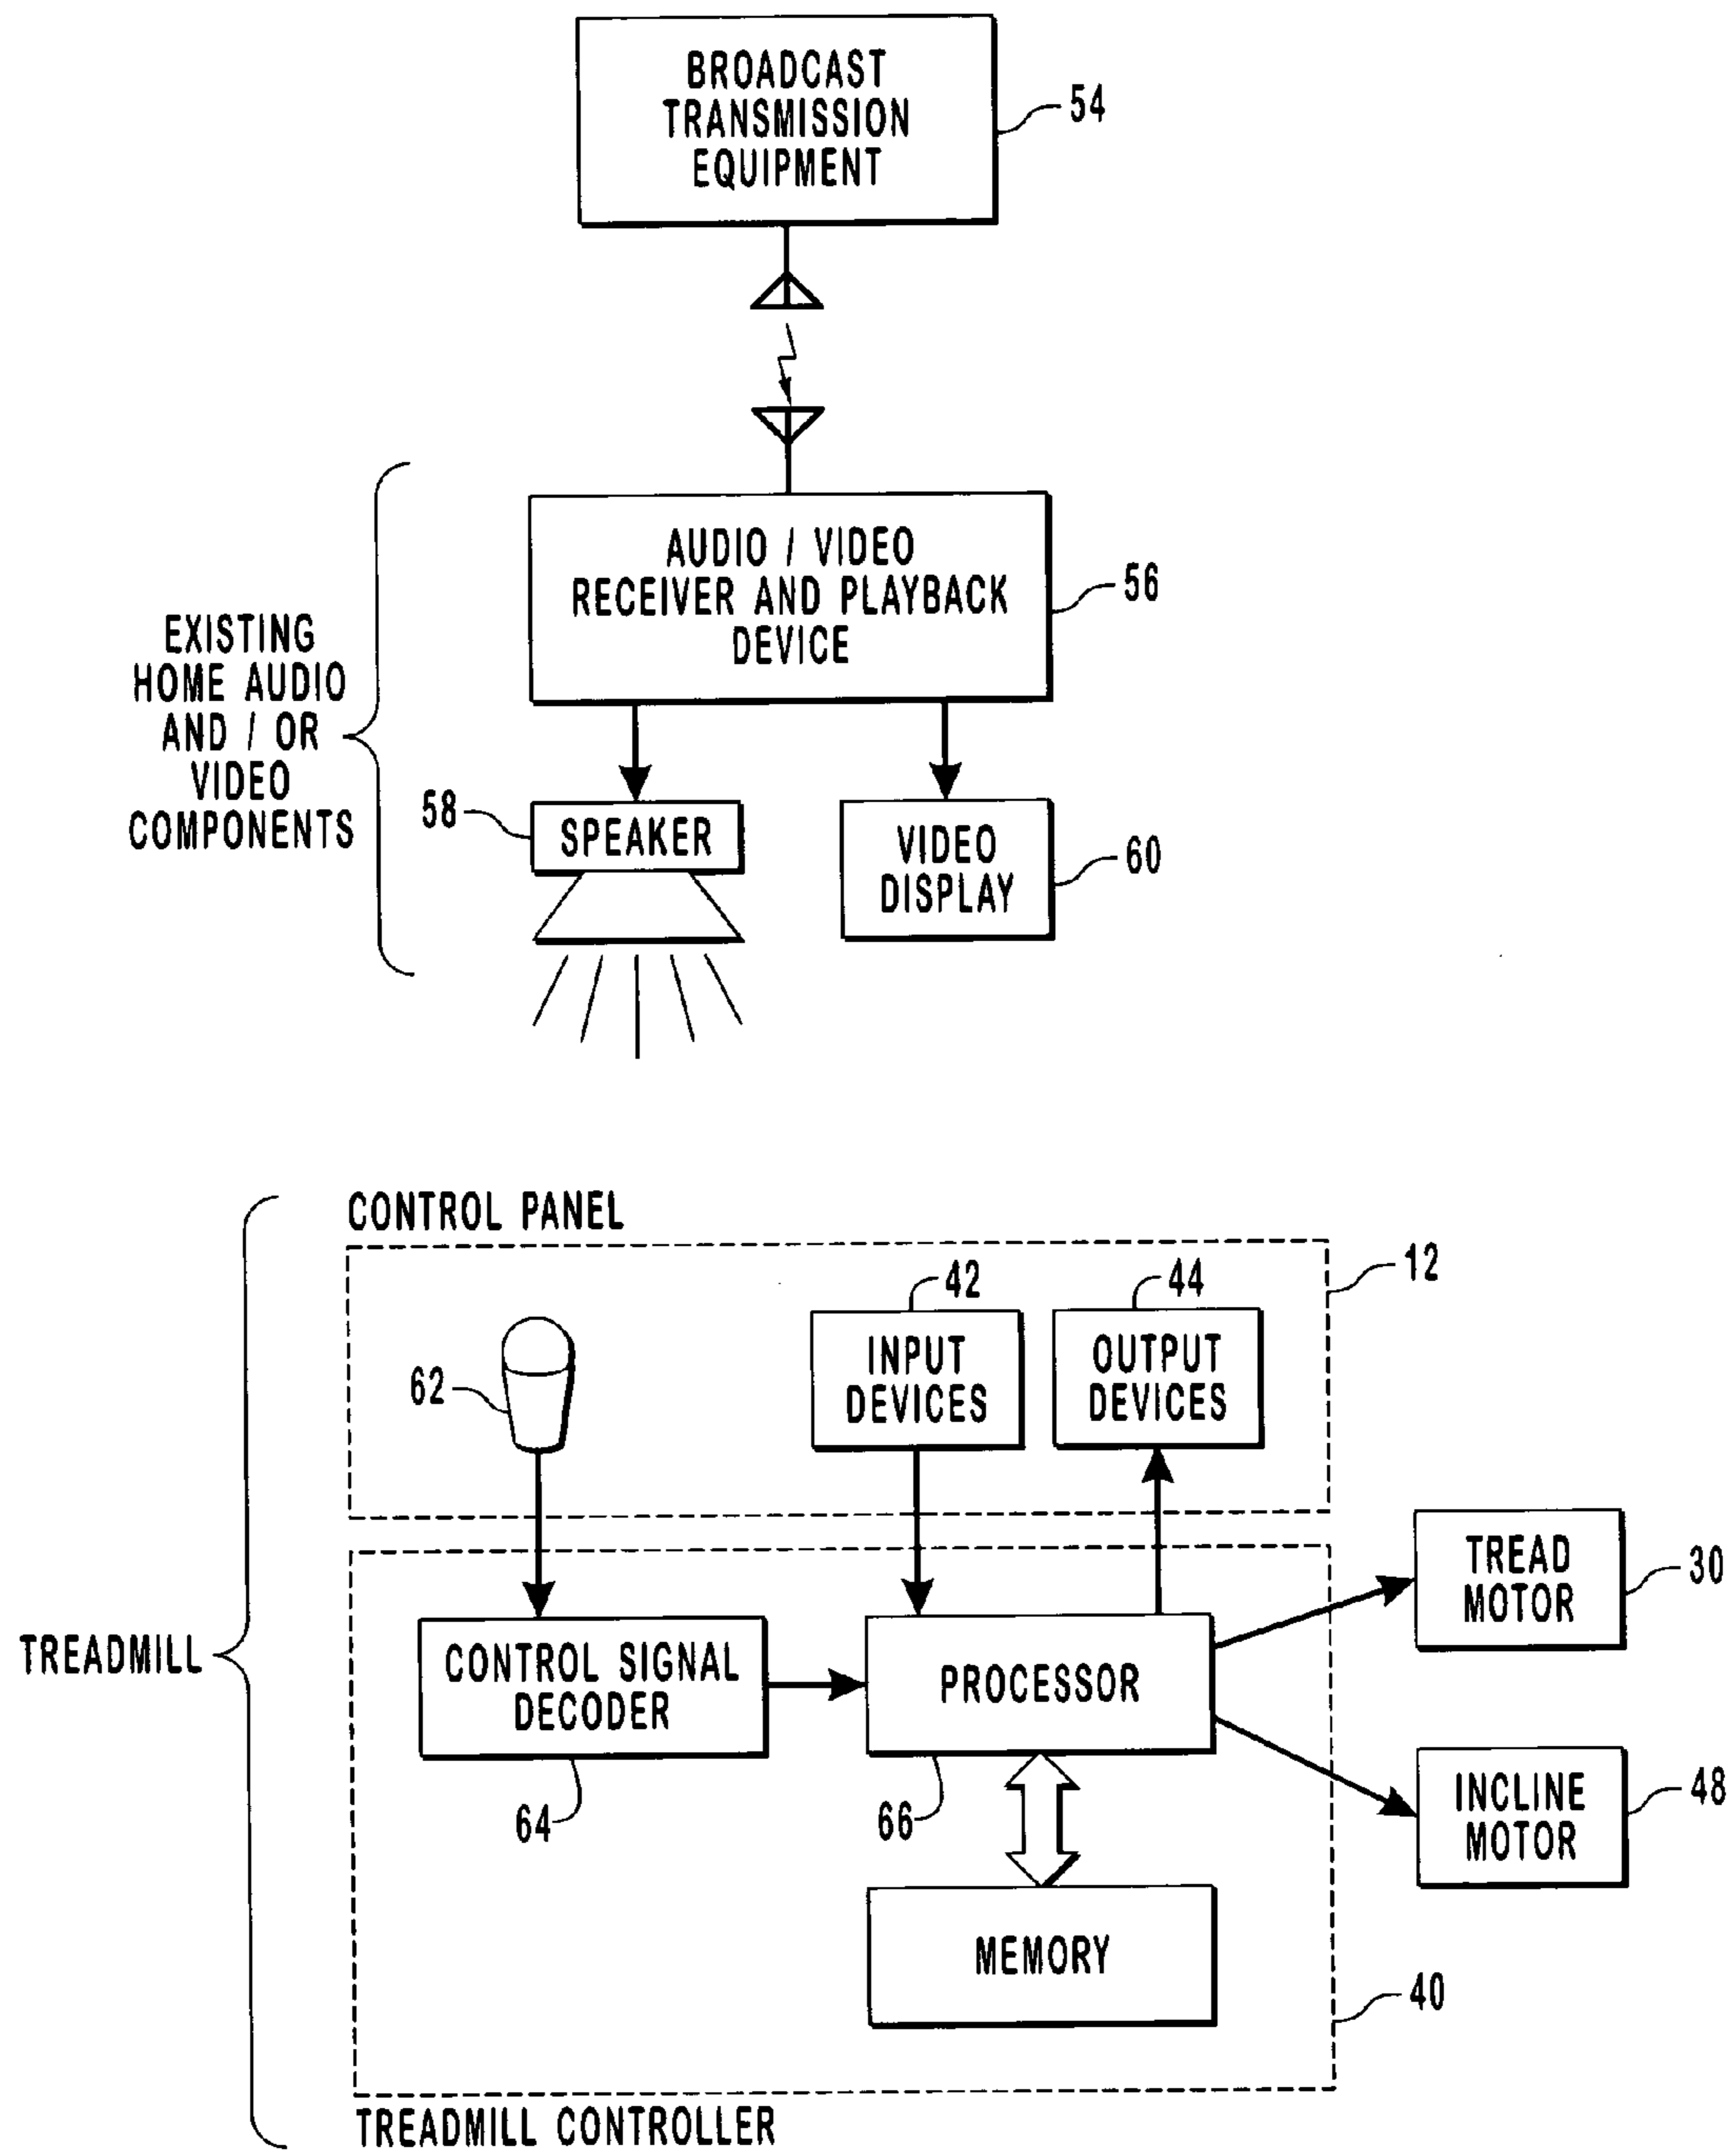 BROADCAST
TRANSMISSION
EQUIPMENT
54
AUDIO / VIDEO
RECEIVER AND PLAYBACK
DEVICE
56
EXISTING
HOME AUDIO
AND / OR
VIDEO
COMPONENTS
58
SPEAKER
VIDEO
DISPLAY
60
CONTROL PANEL
12
42
44
62
INPUT
DEVICES
OUTPUT
DEVICES
TREADMILL
CONTROL SIGNAL
DECODER
64
PROCESSOR
66
TREAD
MOTOR
30
INCLINE
MOTOR
48
MEMORY
40
TREADMILL CONTROLLER